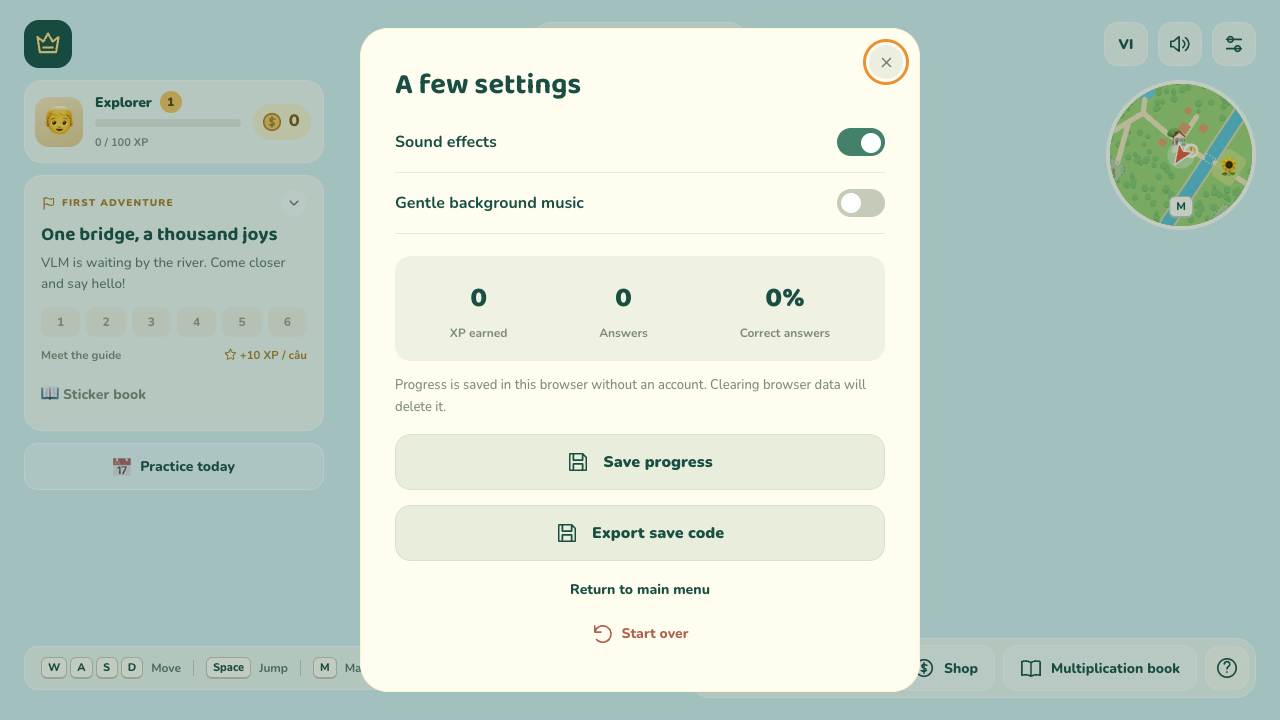 VI
Explorer 1
0 / 100 XP
$ 0
FIRST ADVENTURE
One bridge, a thousand joys
VLM is waiting by the river. Come closer
and say hello!
1 2 3 4 5 6
Meet the guide
+10 XP / câu
Sticker book
17 Practice today
W A S D Move
Space Jump
M
A few settings
Sound effects
Gentle background music
0 0 0%
XP earned Answers Correct answers
Progress is saved in this browser without an account. Clearing browser data will
delete it.
Save progress
Export save code
Return to main menu
Start over
M
$ Shop
Multiplication book
?